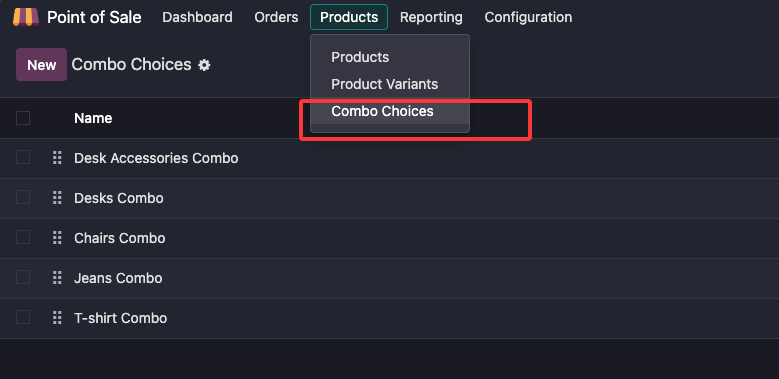 Point of Sale Dashboard Orders Products Reporting Configuration
New Combo Choices
Products
Product Variants
Combo Choices
Name
Desk Accessories Combo
Desks Combo
Chairs Combo
Jeans Combo
T-shirt Combo